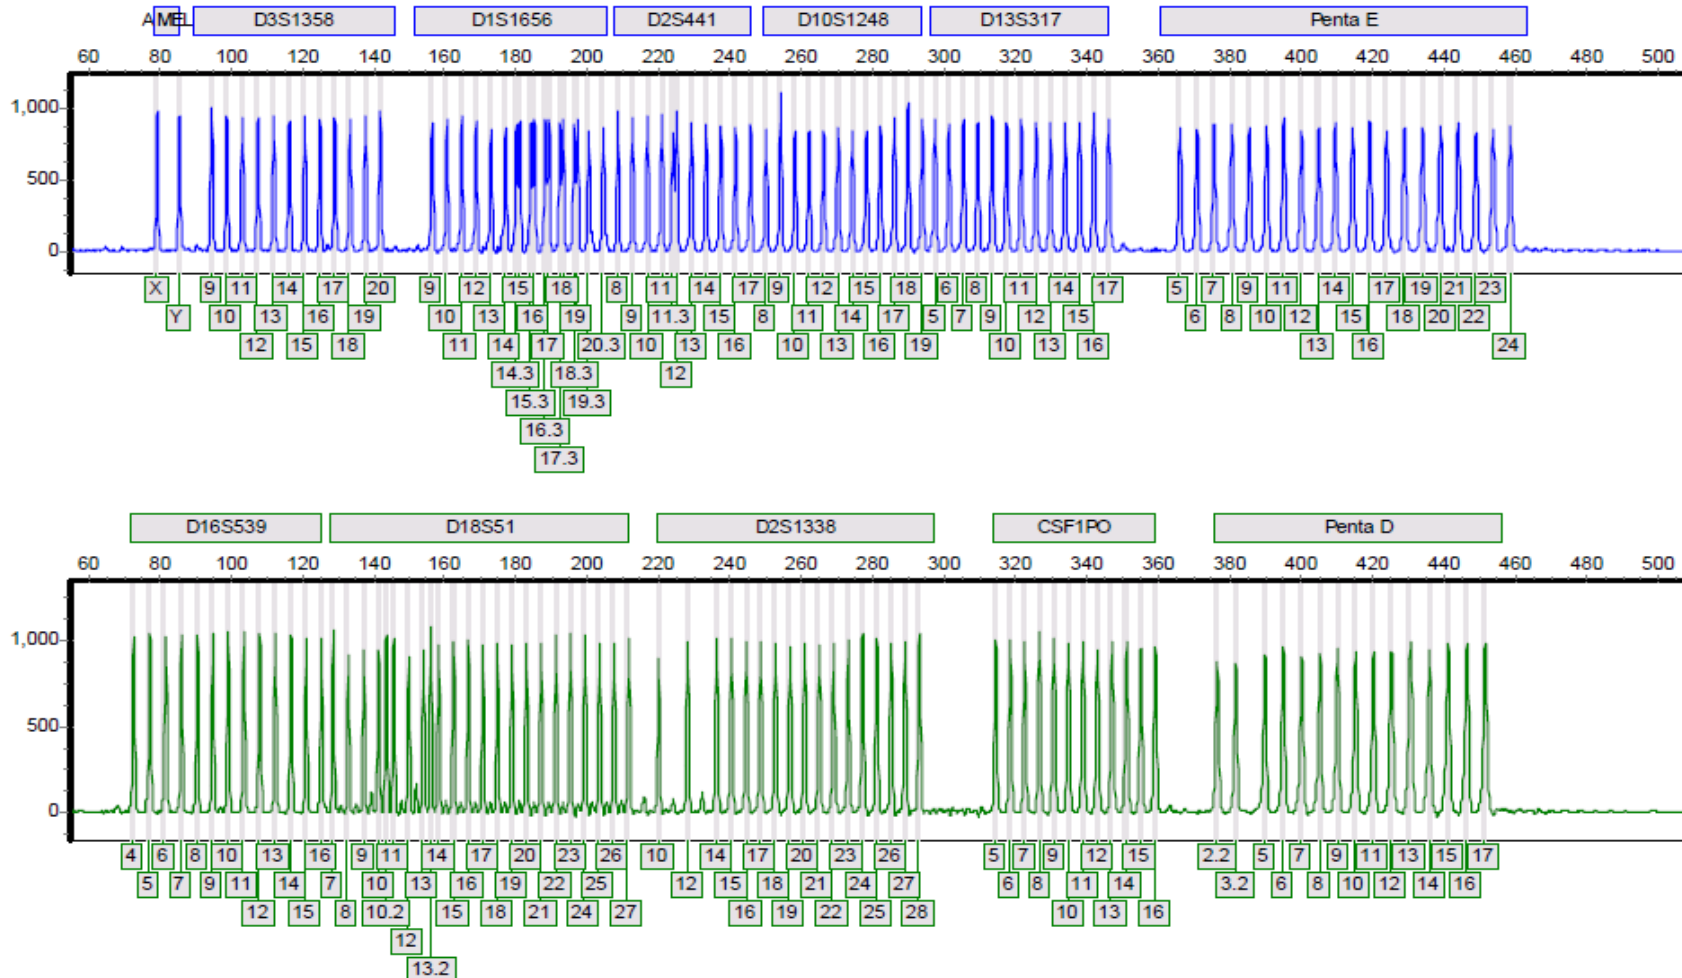 AMEL D3S1358 D1S1656 D2S441 D10S1248 D13S317 Penta E
60 80 100 120 140 160 180 200 220 240 260 280 300 320 340 360 380 400 420 440 460 480 500
1,000
500
0
X 9 11 14 17 20 9 12 15 18 8 11 14 17 9 12 15 18 6 8 11 14 17 5 7 9 11 14 17 19 21 23
Y 10 13 16 19 10 13 16 19 9 11.3 15 8 11 14 17 5 7 9 12 15 6 8 10 12 15 18 20 22
12 15 18 11 14 17 20.3 10 13 16 10 13 16 19 10 13 16 13 16 24
14.3 18.3 12
15.3 19.3
16.3
17.3
D16S539 D18S51 D2S1338 CSF1PO Penta D
60 80 100 120 140 160 180 200 220 240 260 280 300 320 340 360 380 400 420 440 460 480 500
1,000
500
0
4 6 8 10 13 16 9 11 14 17 20 23 26 10 14 17 20 23 26 5 7 9 12 15 2.2 5 7 9 11 13 15 17
5 7 9 11 14 7 10 13 16 19 22 25 12 15 18 21 24 27 6 8 11 14 3.2 6 8 10 12 14 16
12 15 8 10.2 15 18 21 24 27 16 19 22 25 28 10 13 16
12
13.2